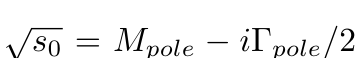 √s₀ = M_pole − iΓ_pole/2